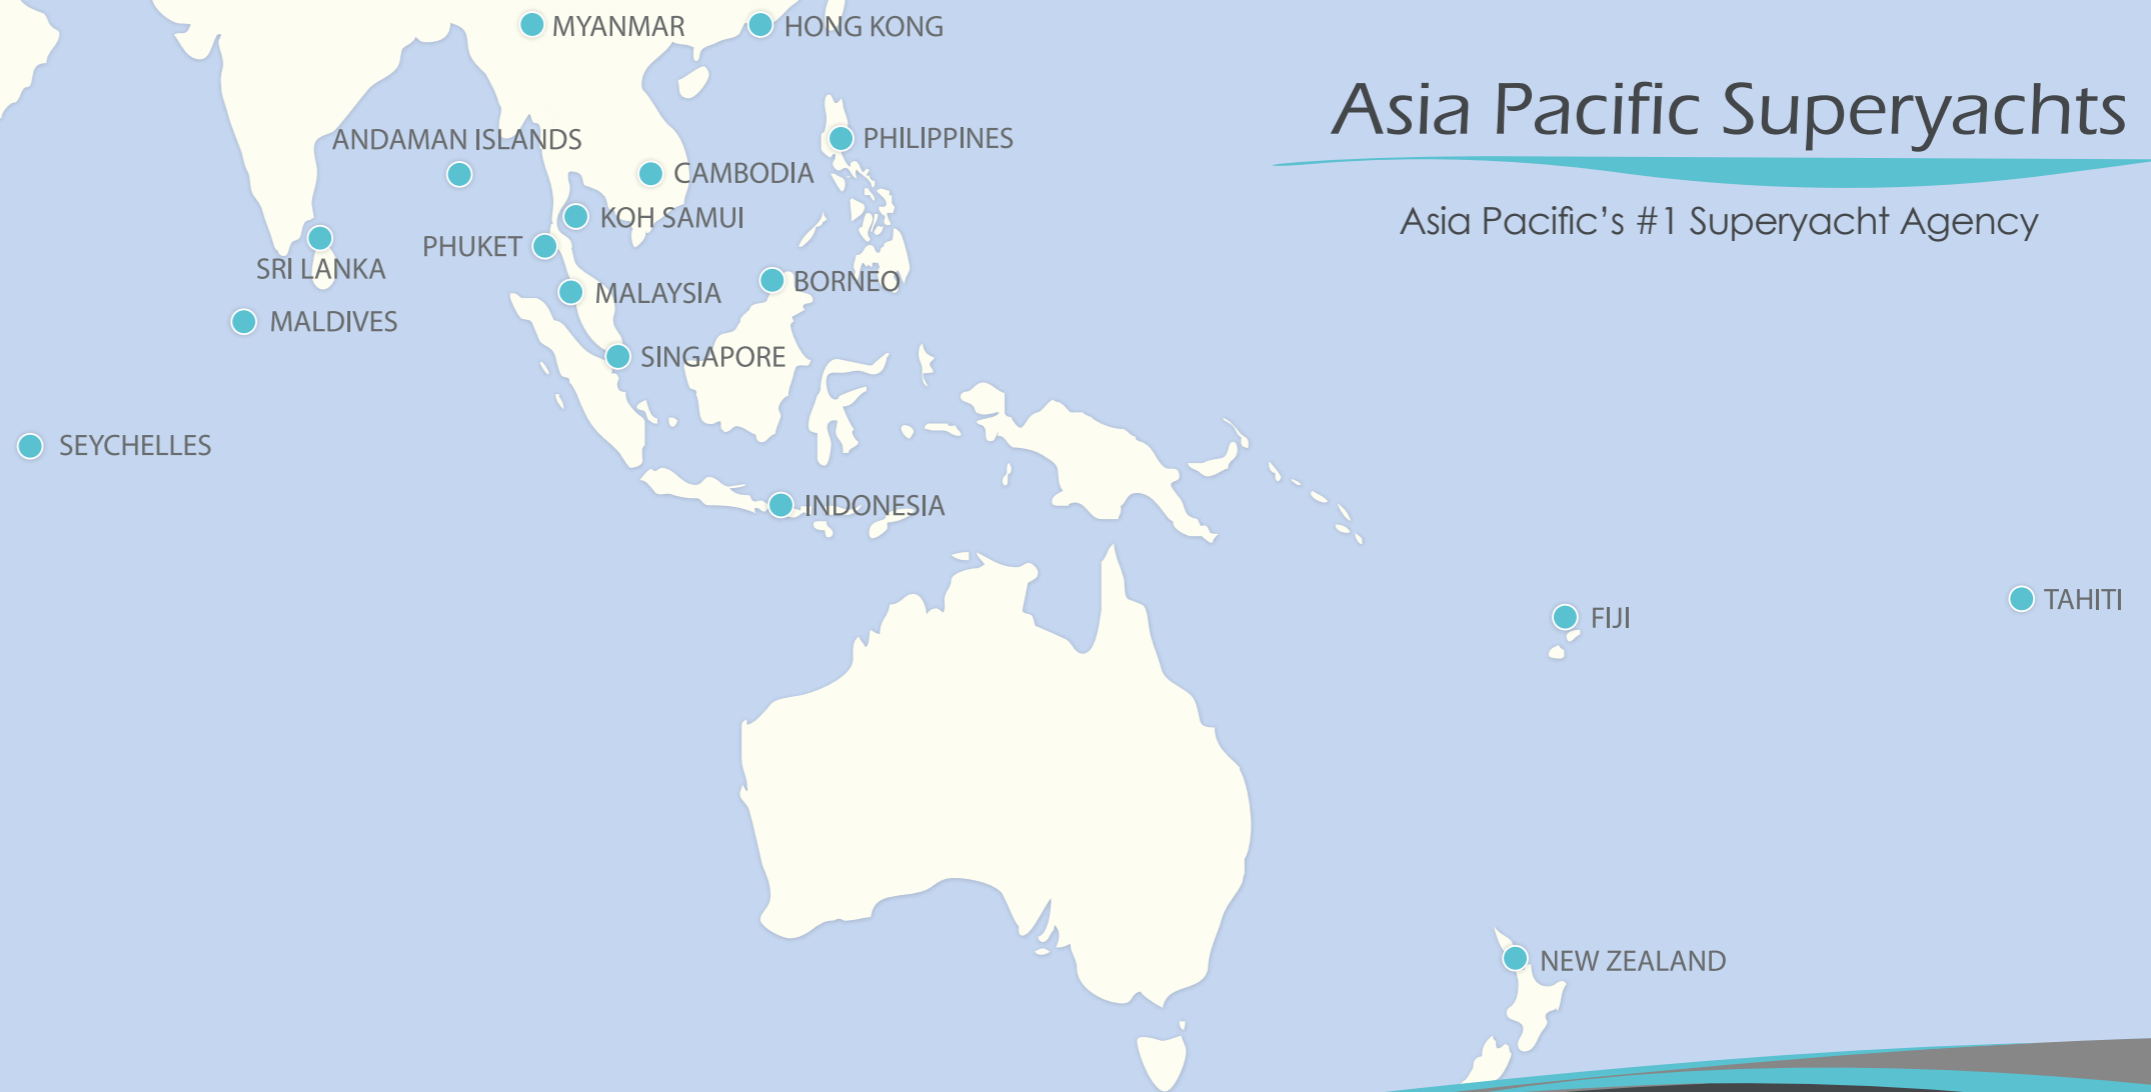 MYANMAR
HONG KONG
Asia Pacific Superyachts
ANDAMAN ISLANDS
PHILIPPINES
CAMBODIA
KOH SAMUI
Asia Pacific’s #1 Superyacht Agency
PHUKET
SRI LANKA
BORNEO
MALAYSIA
MALDIVES
SINGAPORE
SEYCHELLES
INDONESIA
TAHITI
FIJI
NEW ZEALAND